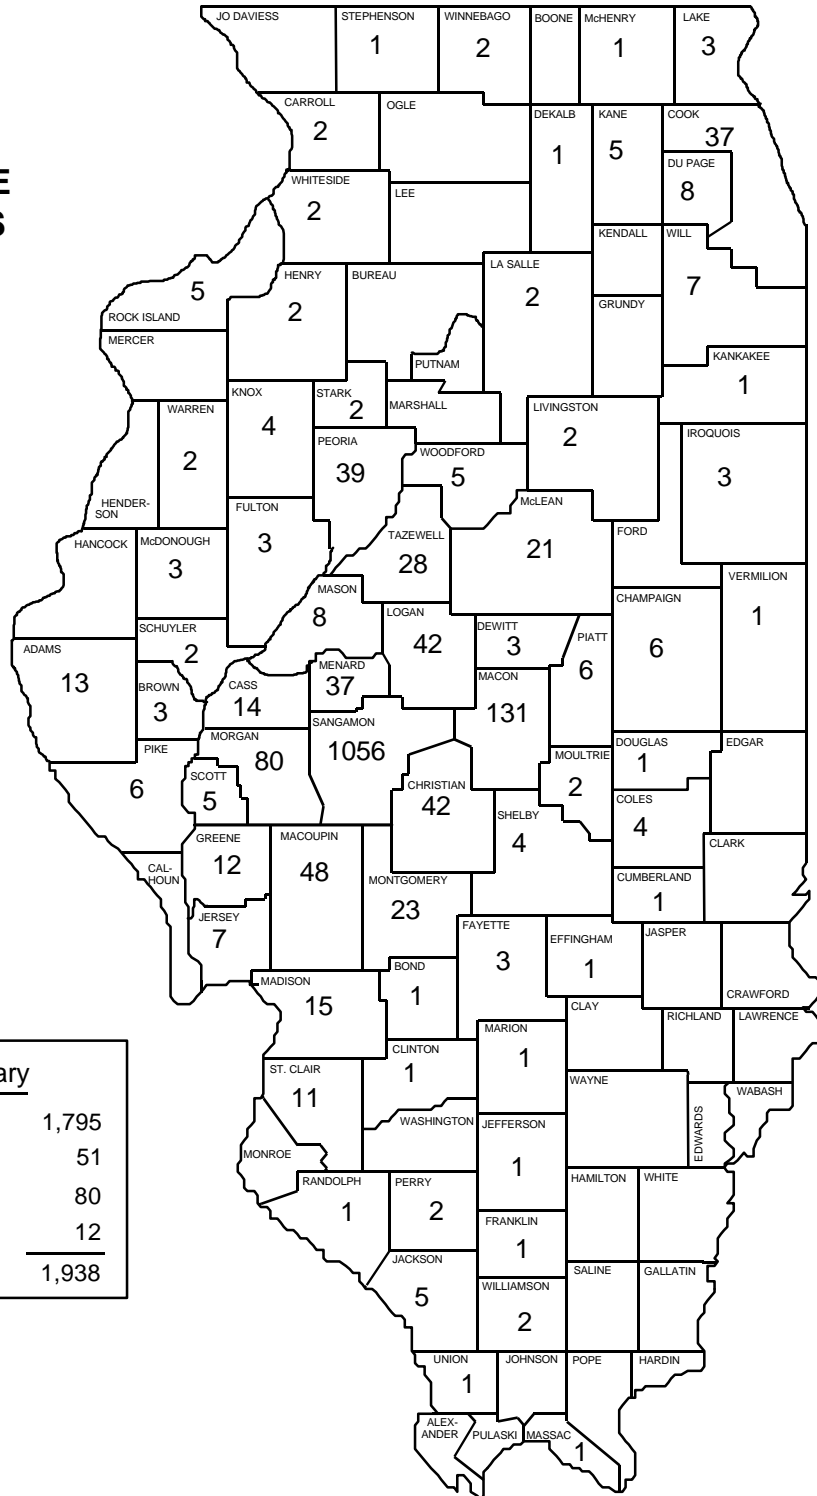 JO DAVIESS
STEPHENSON
1
WINNEBAGO
2
BOONE
McHENRY
1
LAKE
3
CARROLL
2
OGLE
DEKALB
1
KANE
5
COOK
37
DU PAGE
8
E
S
WHITESIDE
2
LEE
KENDALL
WILL
7
ROCK ISLAND
5
HENRY
2
BUREAU
LA SALLE
2
GRUNDY
MERCER
PUTNAM
KANKAKEE
1
WARREN
2
KNOX
4
STARK
2
MARSHALL
LIVINGSTON
2
IROQUOIS
3
PEORIA
39
WOODFORD
5
HENDER-
SON
FULTON
3
McLEAN
21
FORD
HANCOCK
McDONOUGH
3
TAZEWELL
28
MASON
8
VERMILION
1
LOGAN
42
CHAMPAIGN
6
DEWITT
3
PIATT
6
SCHUYLER
2
ADAMS
13
MENARD
37
BROWN
3
CASS
14
MACON
131
SANGAMON
1056
MORGAN
80
PIKE
6
DOUGLAS
1
EDGAR
MOULTRIE
2
SCOTT
5
CHRISTIAN
42
COLES
4
SHELBY
4
GREENE
12
MACOUPIN
48
CLARK
CAL-
HOUN
MONTGOMERY
23
CUMBERLAND
1
JERSEY
7
FAYETTE
3
EFFINGHAM
1
JASPER
CRAWFORD
BOND
1
MADISON
15
CLAY
RICHLAND
LAWRENCE
MARION
1
CLINTON
1
ary
1,795
51
80
12
1,938
ST. CLAIR
11
WAYNE
WABASH
EDWARDS
WASHINGTON
JEFFERSON
1
MONROE
RANDOLPH
1
PERRY
2
HAMILTON
WHITE
FRANKLIN
1
JACKSON
5
SALINE
GALLATIN
WILLIAMSON
2
UNION
1
JOHNSON
POPE
HARDIN
ALEX-
ANDER
PULASKI
MASSAC
1